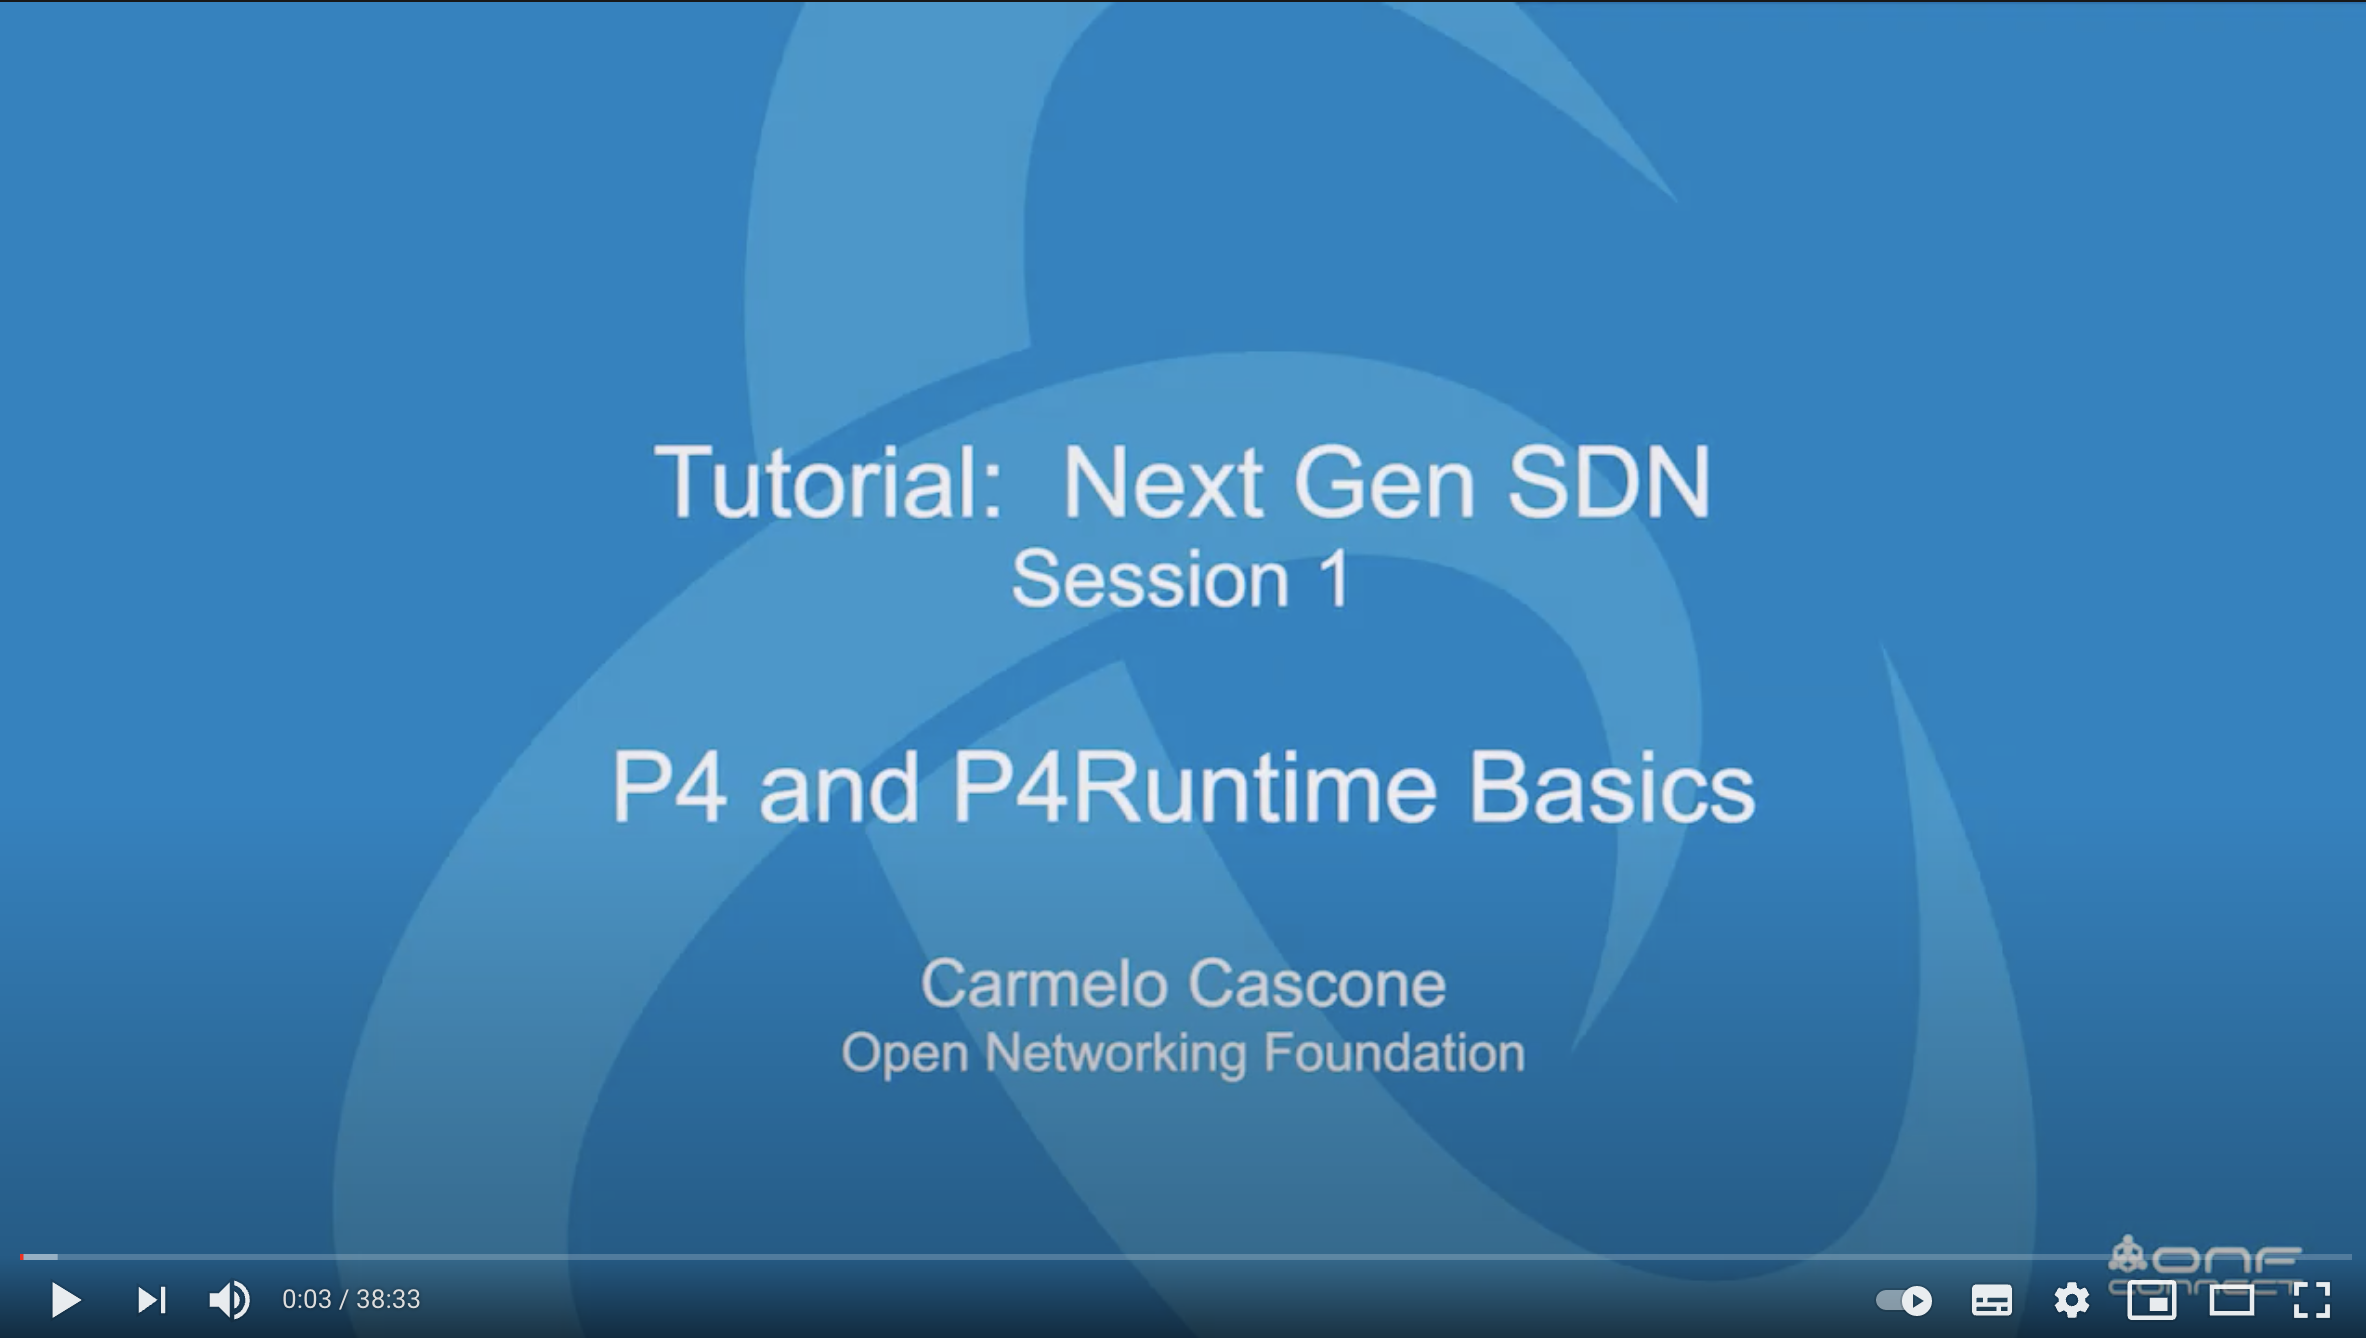 Tutorial:  Next Gen SDN
Session 1
P4 and P4Runtime Basics
Carmelo Cascone
Open Networking Foundation
ONF
CONNECT
0:03 / 38:33